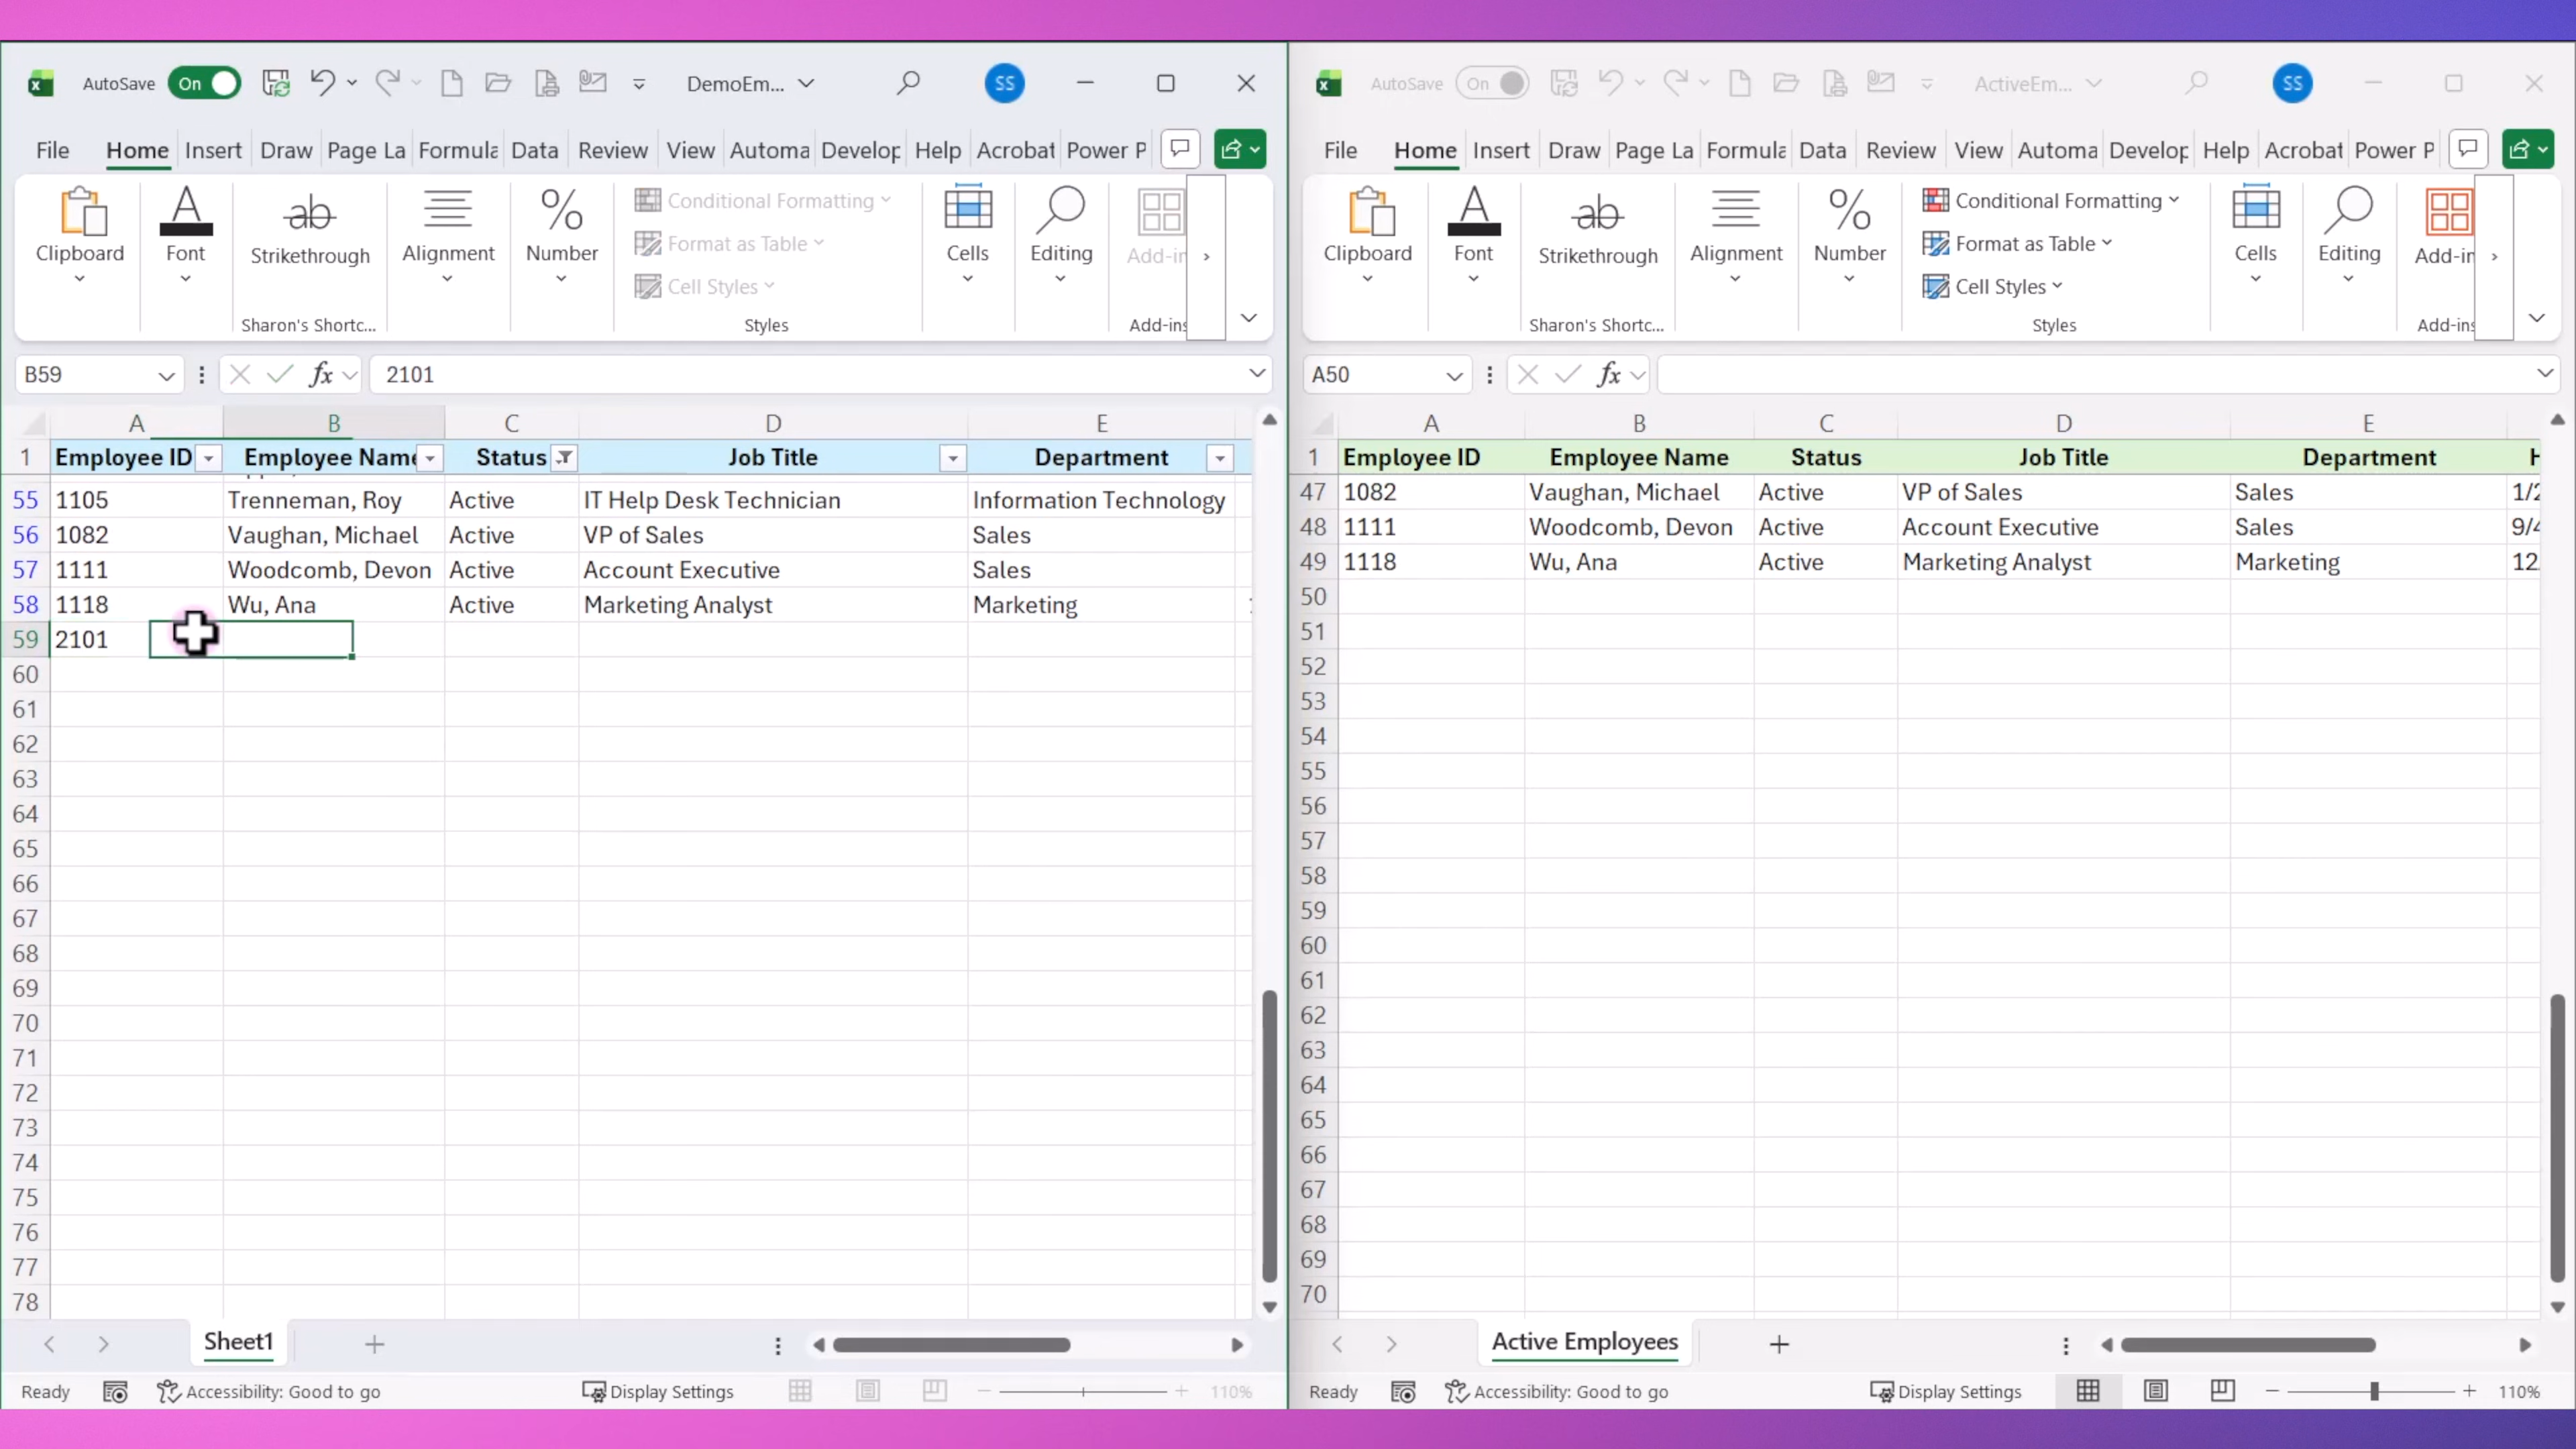 AutoSave On DemoEm... SS
File Home Insert Draw Page La Formula Data Review View Automa Develop Help Acrobat Power P
Clipboard Font Strikethrough Alignment Number Conditional Formatting Format as Table Cell Styles Cells Editing Add-in
Sharon's Shortc... Styles Add-ins
B59 fx 2101
A B C D E
1 Employee ID Employee Name Status Job Title Department
55 1105 Trenneman, Roy Active IT Help Desk Technician Information Technology
56 1082 Vaughan, Michael Active VP of Sales Sales
57 1111 Woodcomb, Devon Active Account Executive Sales
58 1118 Wu, Ana Active Marketing Analyst Marketing
59 2101
60
61
62
63
64
65
66
67
68
69
70
71
72
73
74
75
76
77
78
Sheet1
Ready Accessibility: Good to go Display Settings 110%
AutoSave On ActiveEm... SS
File Home Insert Draw Page La Formula Data Review View Automa Develop Help Acrobat Power P
Clipboard Font Strikethrough Alignment Number Conditional Formatting Format as Table Cell Styles Cells Editing Add-in
Sharon's Shortc... Styles Add-ins
A50 fx
A B C D E
1 Employee ID Employee Name Status Job Title Department H
47 1082 Vaughan, Michael Active VP of Sales Sales 1/2
48 1111 Woodcomb, Devon Active Account Executive Sales 9/4
49 1118 Wu, Ana Active Marketing Analyst Marketing 12
50
51
52
53
54
55
56
57
58
59
60
61
62
63
64
65
66
67
68
69
70
Active Employees
Ready Accessibility: Good to go Display Settings 110%